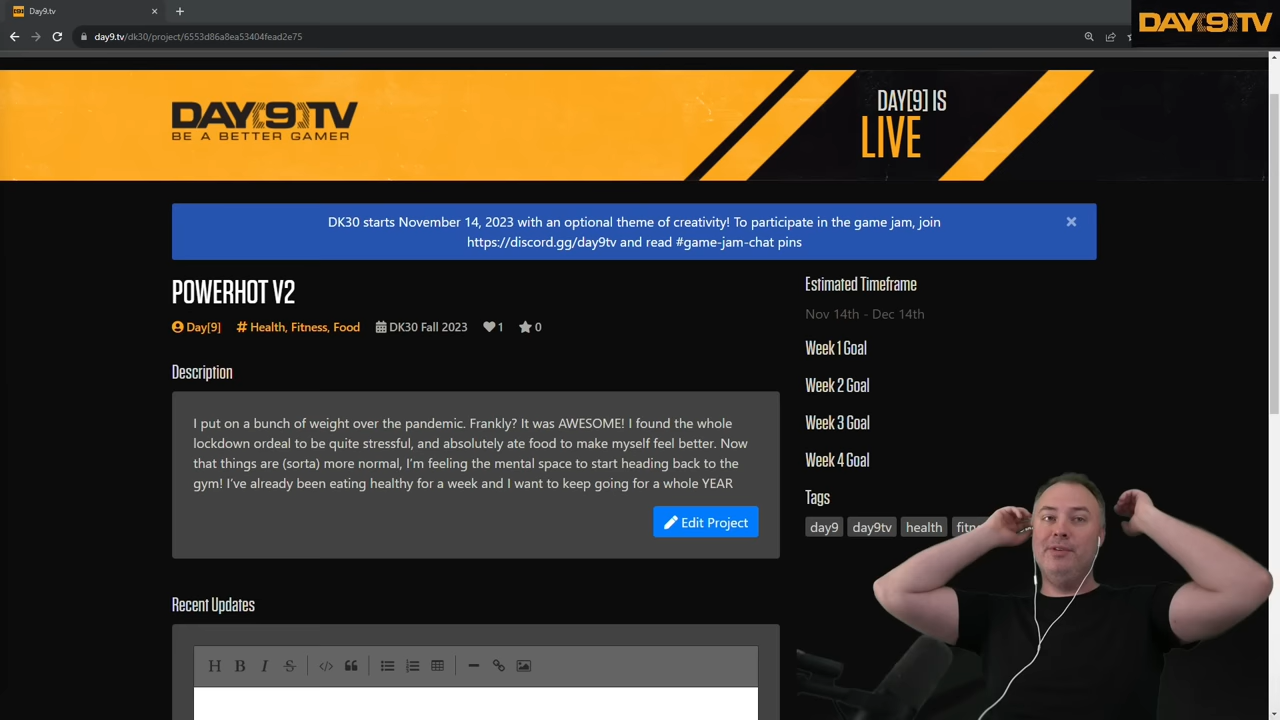 Day9.tv
day9.tv/dk30/project/6553d86a8ea53404fead2e75
DAY[9]TV
DAY[9]TV
BE A BETTER GAMER
DAY[9] IS
LIVE
DK30 starts November 14, 2023 with an optional theme of creativity! To participate in the game jam, join
https://discord.gg/day9tv and read #game-jam-chat pins
POWERHOT V2
Day[9] Health, Fitness, Food DK30 Fall 2023 1 0
Description
I put on a bunch of weight over the pandemic. Frankly? It was AWESOME! I found the whole
lockdown ordeal to be quite stressful, and absolutely ate food to make myself feel better. Now
that things are (sorta) more normal, I'm feeling the mental space to start heading back to the
gym! I've already been eating healthy for a week and I want to keep going for a whole YEAR
Edit Project
Recent Updates
H B I S
Estimated Timeframe
Nov 14th - Dec 14th
Week 1 Goal
Week 2 Goal
Week 3 Goal
Week 4 Goal
Tags
day9 day9tv health